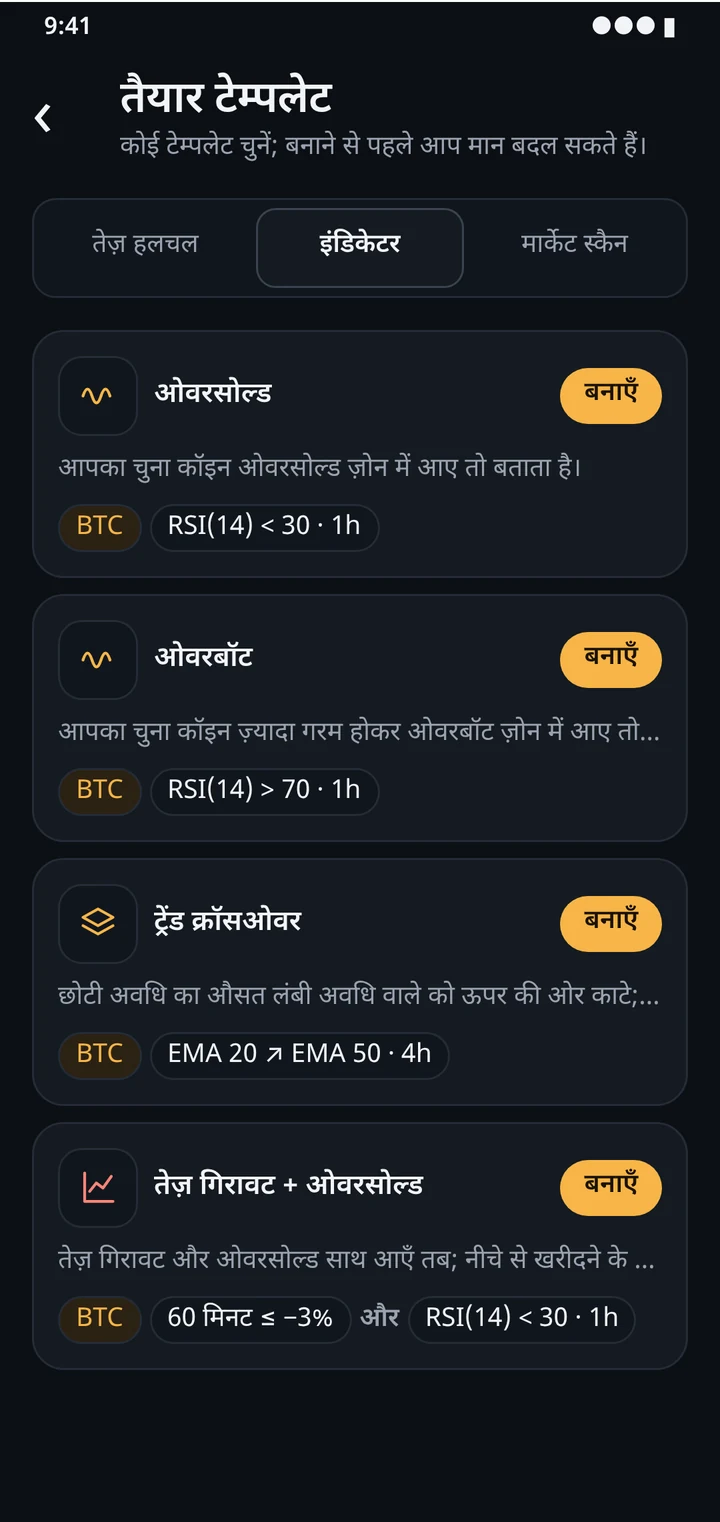 9:41
तैयार टेम्पलेट
कोई टेम्पलेट चुनें; बनाने से पहले आप मान बदल सकते हैं।
तेज़ हलचल
इंडिकेटर
मार्केट स्कैन
ओवरसोल्ड
बनाएँ
आपका चुना कॉइन ओवरसोल्ड ज़ोन में आए तो बताता है।
BTC
RSI(14) < 30 · 1h
ओवरबॉट
बनाएँ
आपका चुना कॉइन ज़्यादा गरम होकर ओवरबॉट ज़ोन में आए तो...
BTC
RSI(14) > 70 · 1h
ट्रेंड क्रॉसओवर
बनाएँ
छोटी अवधि का औसत लंबी अवधि वाले को ऊपर की ओर काटे;...
BTC
EMA 20 ↗ EMA 50 · 4h
तेज़ गिरावट + ओवरसोल्ड
बनाएँ
तेज़ गिरावट और ओवरसोल्ड साथ आएँ तब; नीचे से खरीदने के ...
BTC
60 मिनट ≤ −3%
और
RSI(14) < 30 · 1h